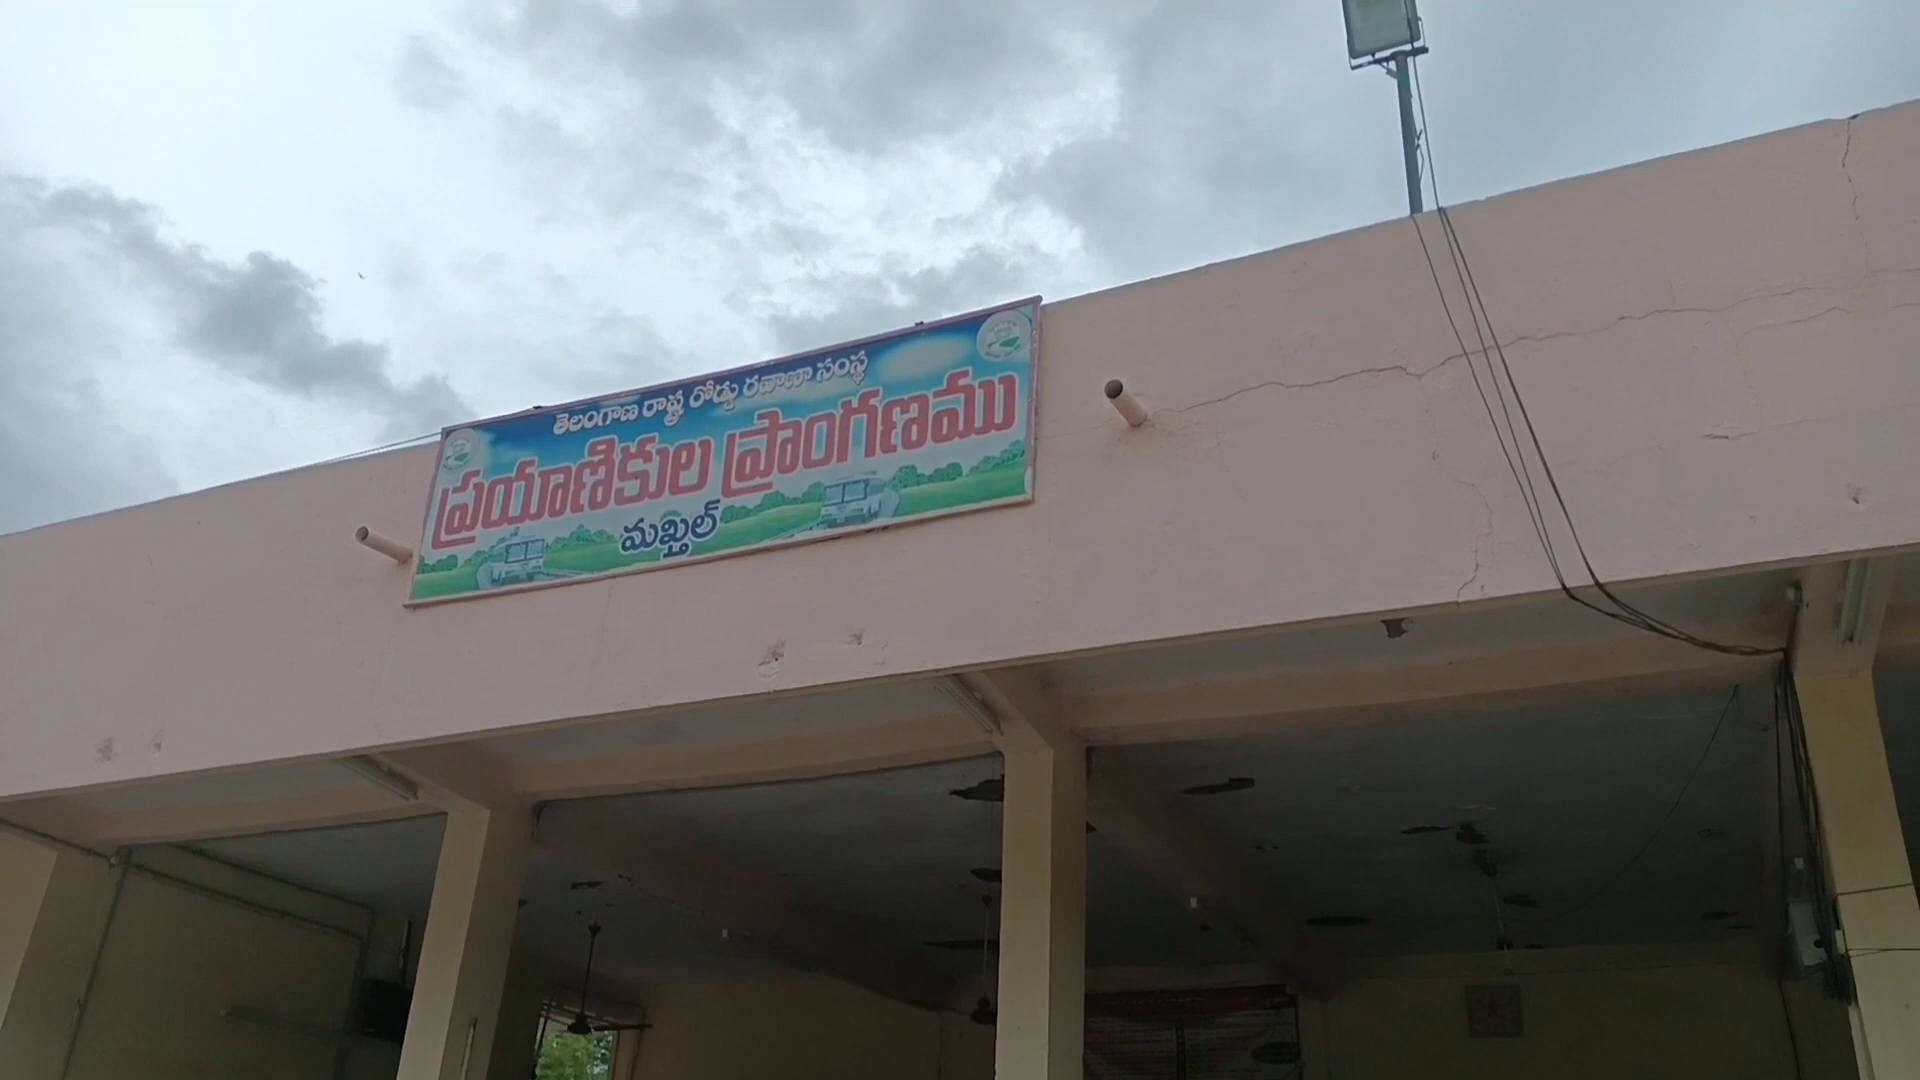 తెలంగాణ రాష్ట్ర రోడ్డు రవాణా సంస్థ
ప్రయాణికుల ప్రాంగణము
మఖ్తల్